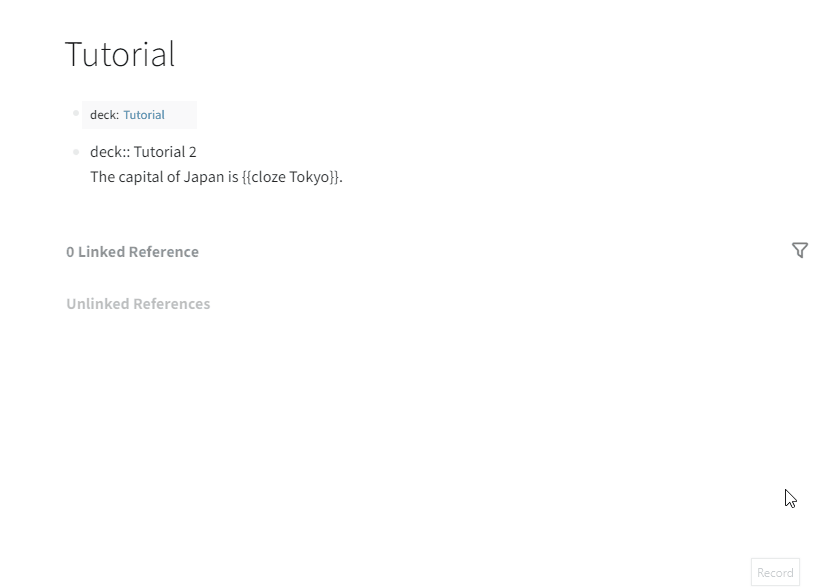 Tutorial
deck: Tutorial
deck:: Tutorial 2
The capital of Japan is {{cloze Tokyo}}.
0 Linked Reference
Unlinked References
Record